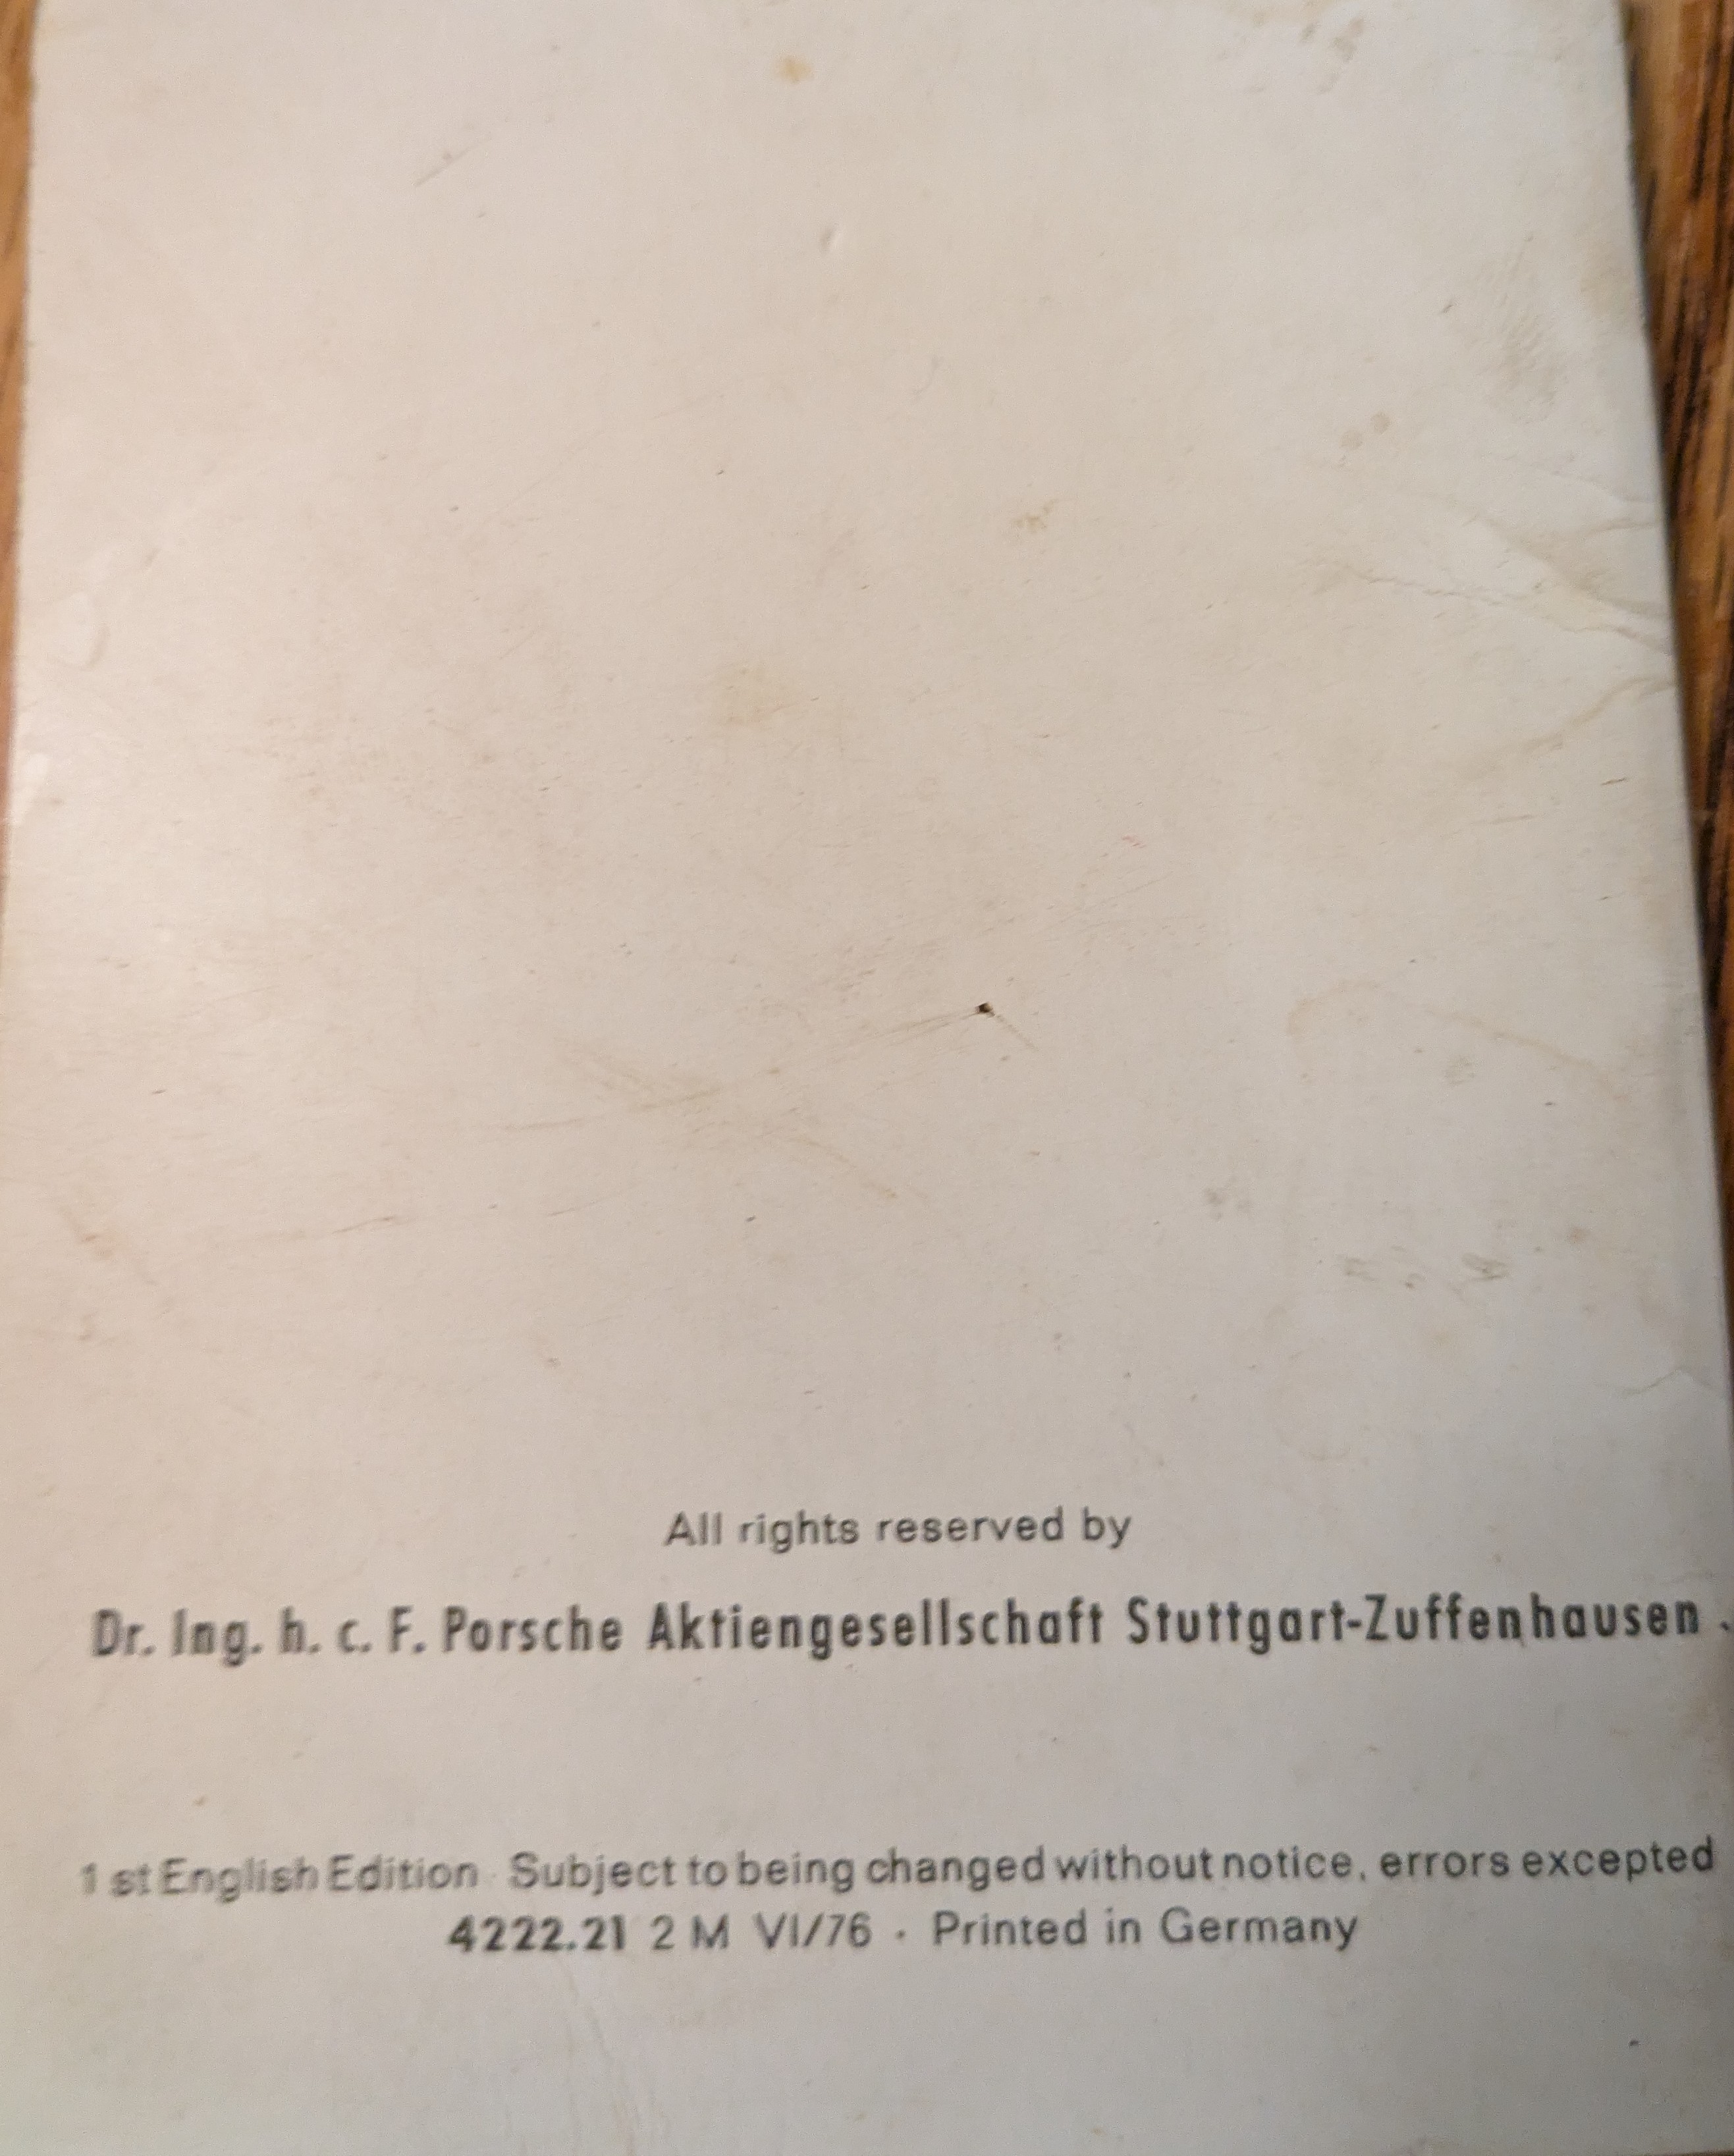 All rights reserved by
Dr. Ing. h. c. F. Porsche Aktiengesellschaft Stuttgart-Zuffenhausen .
1 st English Edition · Subject to being changed without notice, errors excepted
4222.21 2 M VI/76 · Printed in Germany